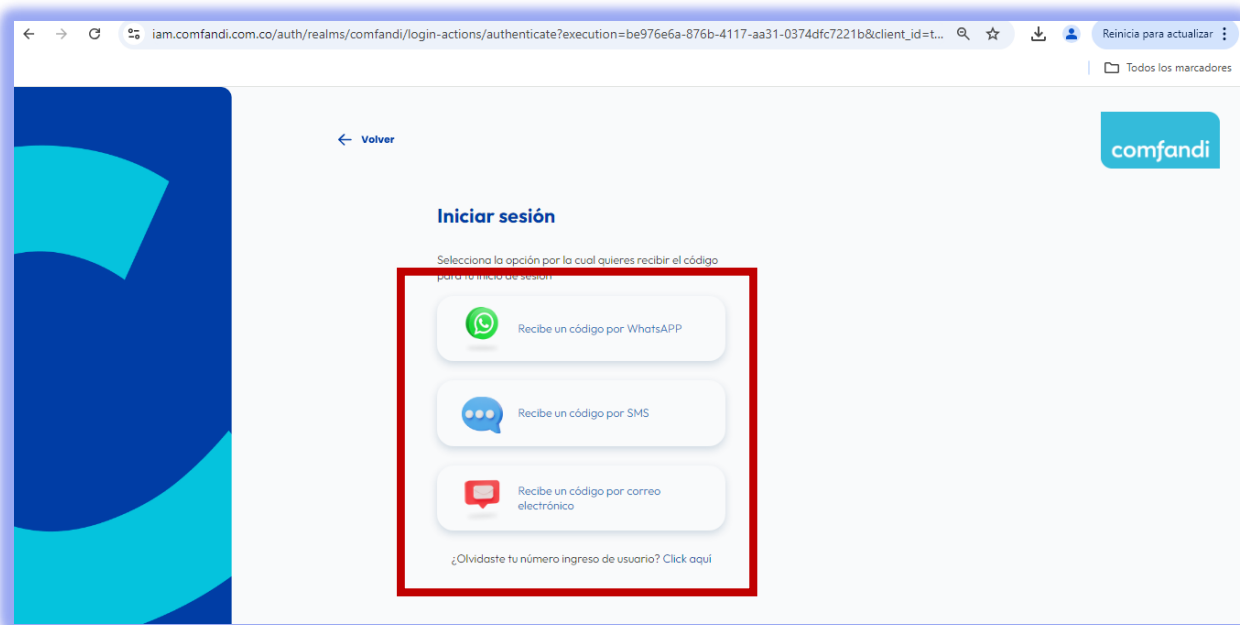 iam.comfandi.com.co/auth/realms/comfandi/login-actions/authenticate?execution=be976e6a-876b-4117-aa31-0374dfc7221b&client_id=t...
Reinicia para actualizar
Todos los marcadores
Volver
comfandi
Iniciar sesión
Selecciona la opción por la cual quieres recibir el código
para tu inicio de sesión
Recibe un código por WhatsAPP
Recibe un código por SMS
Recibe un código por correo
electrónico
¿Olvidaste tu número ingreso de usuario? Click aquí